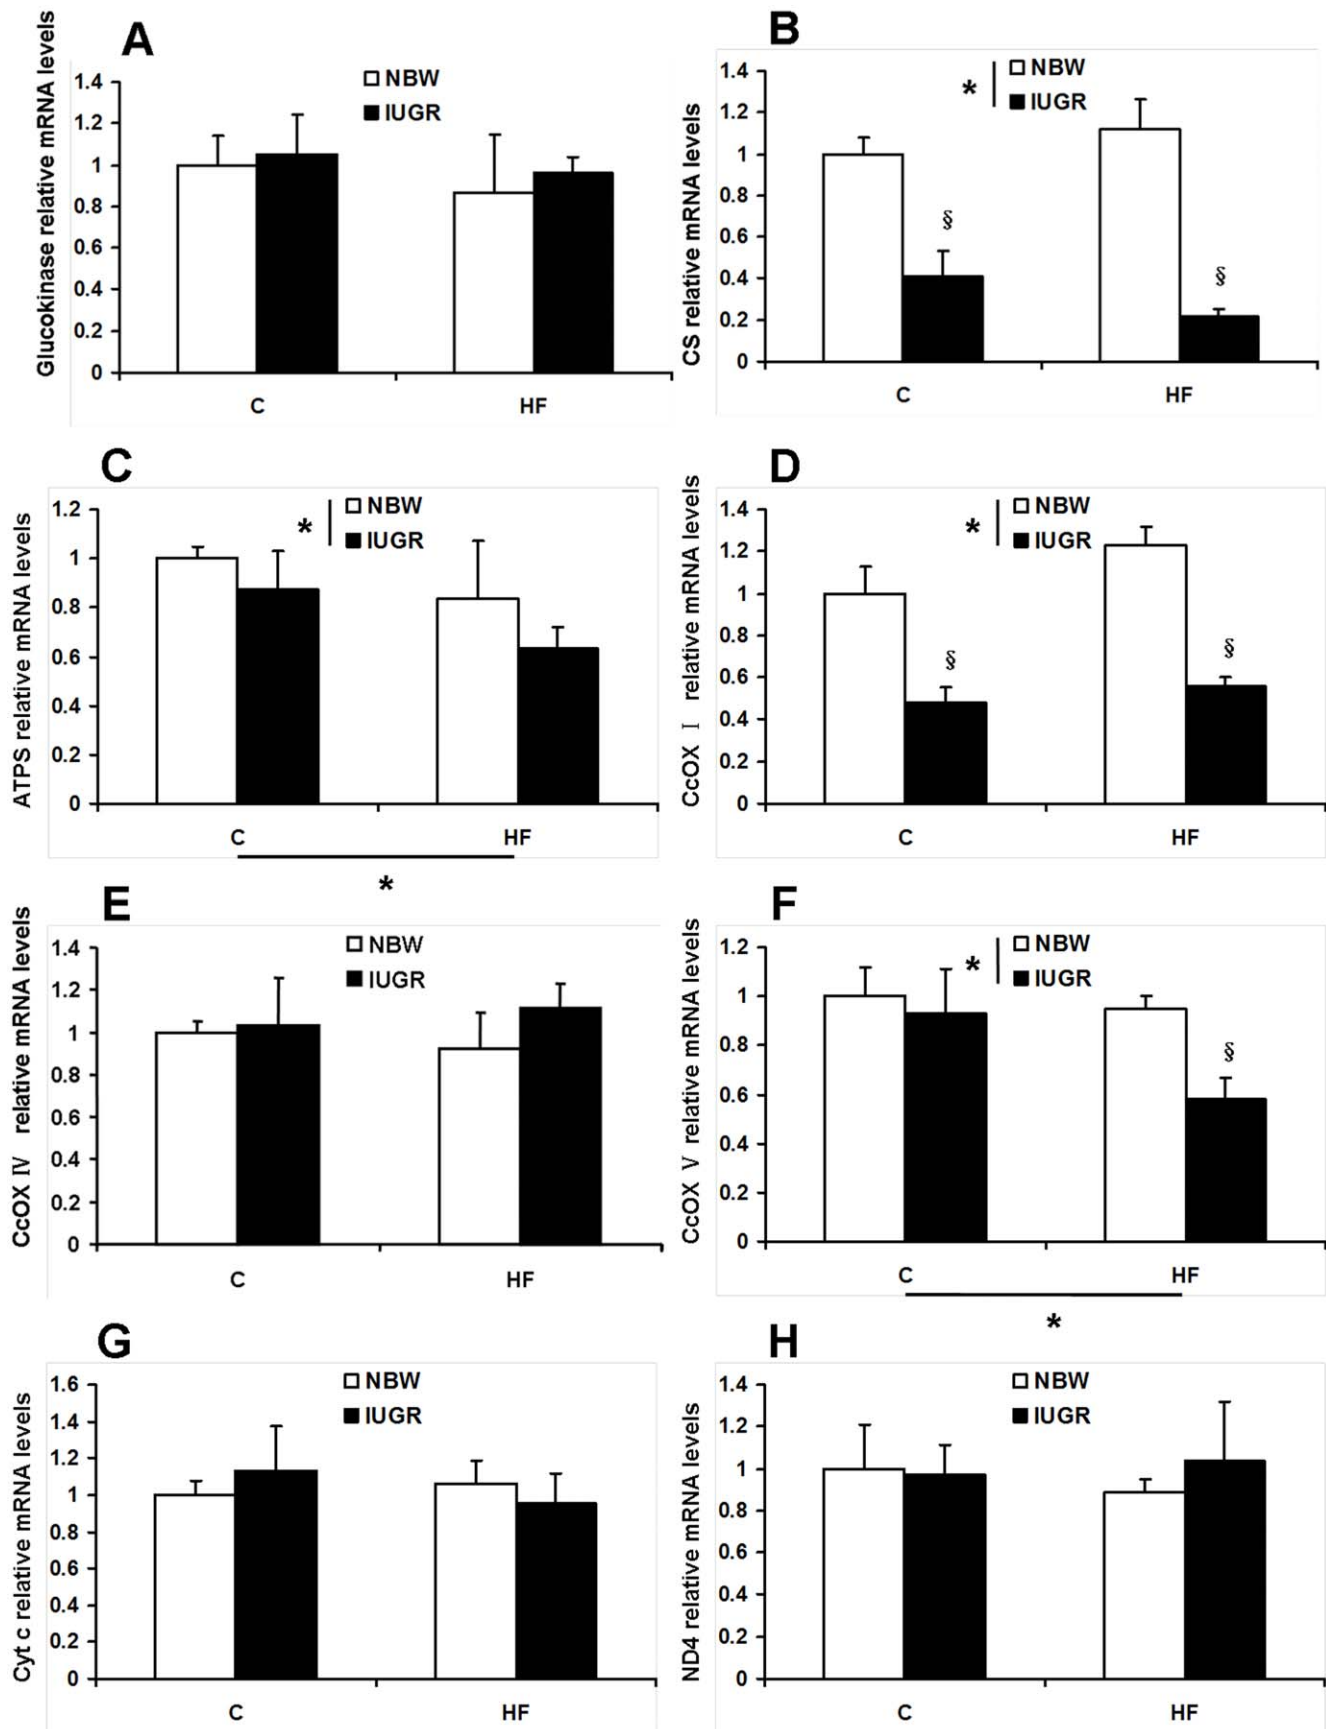 A
Glucokinase relative mRNA levels
NBW
IUGR
1.4
1.2
1
0.8
0.6
0.4
0.2
0
C HF
B
CS relative mRNA levels
* NBW
IUGR
1.4
1.2
1
0.8
0.6
0.4
0.2
0
§ §
C HF
C
ATPS relative mRNA levels
* NBW
IUGR
1.2
1
0.8
0.6
0.4
0.2
0
C HF
*
D
CcOX I relative mRNA levels
* NBW
IUGR
1.4
1.2
1
0.8
0.6
0.4
0.2
0
§ §
C HF
E
CcOX IV relative mRNA levels
NBW
IUGR
1.4
1.2
1
0.8
0.6
0.4
0.2
0
C HF
F
CcOX V relative mRNA levels
* NBW
IUGR
1.2
1
0.8
0.6
0.4
0.2
0
§
C HF
*
G
Cyt c relative mRNA levels
NBW
IUGR
1.6
1.4
1.2
1
0.8
0.6
0.4
0.2
0
C HF
H
ND4 relative mRNA levels
NBW
IUGR
1.4
1.2
1
0.8
0.6
0.4
0.2
0
C HF